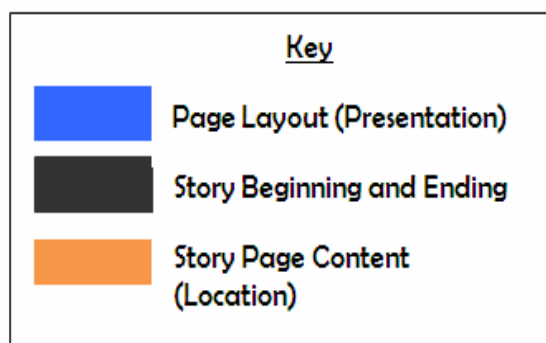 Key
Page Layout (Presentation)
Story Beginning and Ending
Story Page Content
(Location)